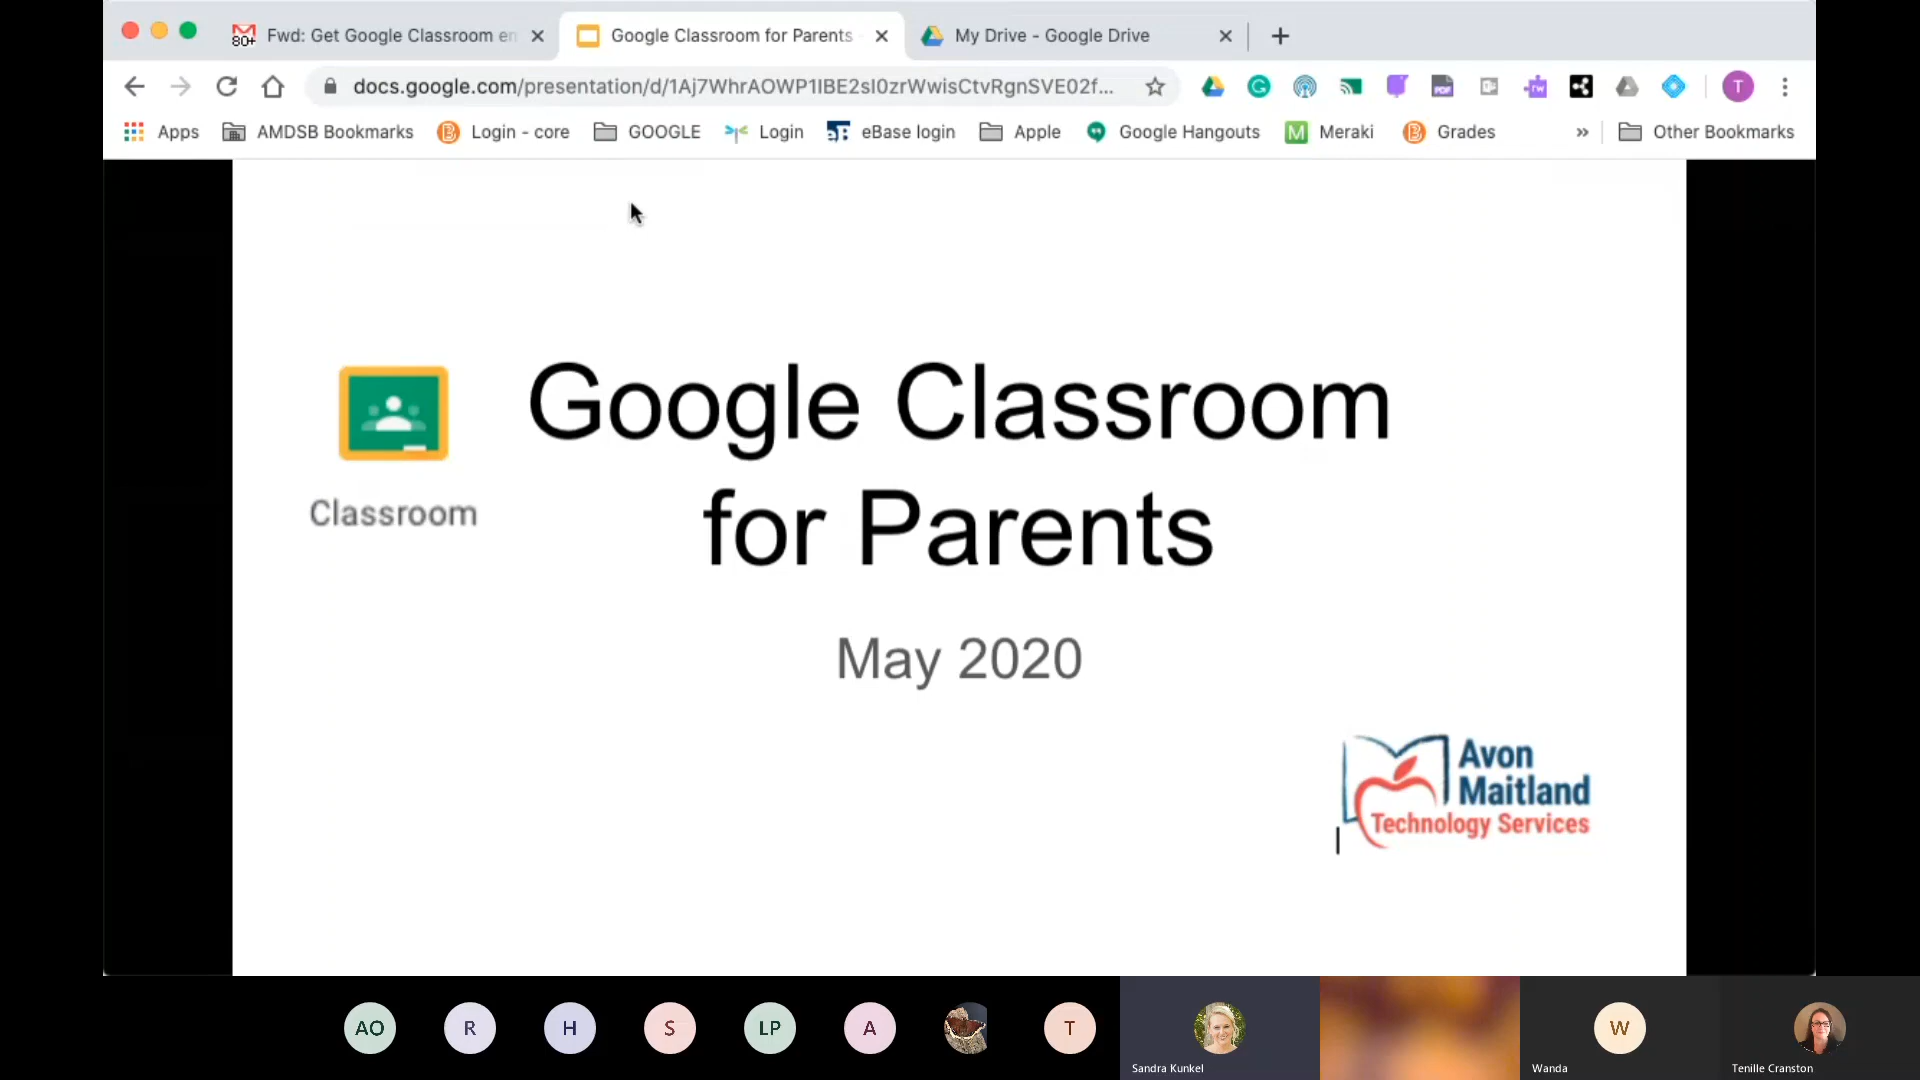 80+ Fwd: Get Google Classroom en
Google Classroom for Parents
My Drive - Google Drive
docs.google.com/presentation/d/1Aj7WhrAOWP1IBE2sI0zrWwisCtvRgnSVE02f...
T
Apps
AMDSB Bookmarks
Login - core
GOOGLE
Login
eBase login
Apple
Google Hangouts
M Meraki
Grades
»
Other Bookmarks
Google Classroom
for Parents
Classroom
May 2020
Avon
Maitland
Technology Services
AO R H S LP A T W
Sandra Kunkel
Wanda
Tenille Cranston